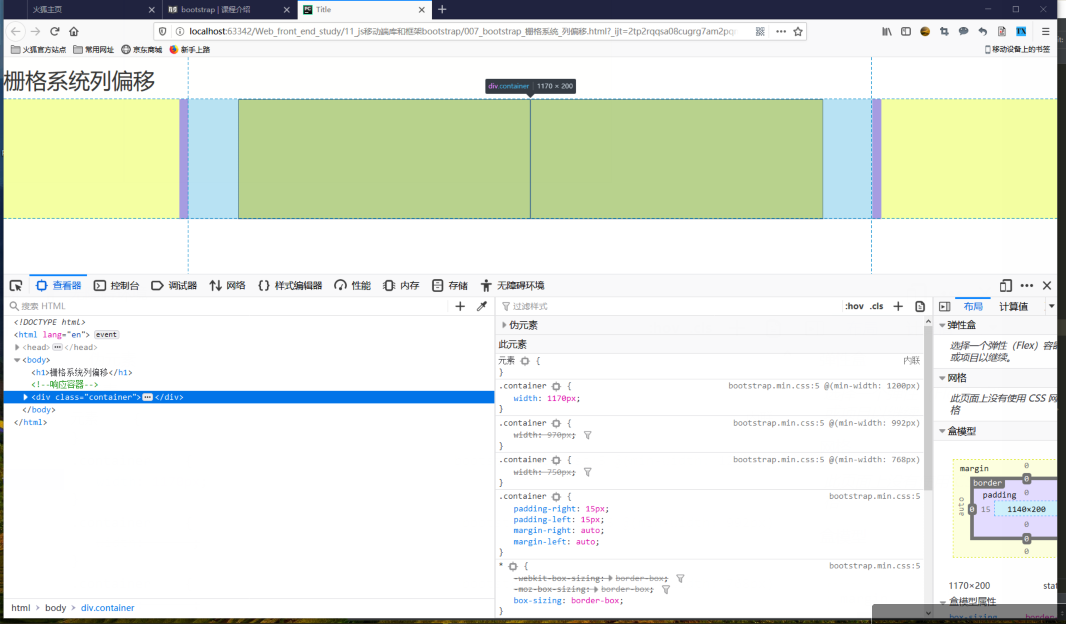 火狐主页
bootstrap | 课程介绍
Title
localhost:63342/Web_front_end_study/11_js移动端库和框架bootstrap/007_bootstrap_栅格系统_列偏移.html?_ijt=2tp2rqqsa08cugrg7am2pq
火狐官方站点 常用网址 京东商城 新手上路 移动设备上的书签
栅格系统列偏移
div.container 1170 × 200
查看器 控制台 调试器 网络 样式编辑器 性能 内存 存储 无障碍环境
搜索 HTML
<!DOCTYPE html>
<html lang="en"> event
<head> ••• </head>
<body>
<h1>栅格系统列偏移</h1>
<!--响应容器-->
<div class="container"> ••• </div>
</body>
</html>
html > body > div.container
过滤样式 :hov .cls
伪元素
此元素
元素 { 内联
}
.container { bootstrap.min.css:5 @(min-width: 1200px)
width: 1170px;
}
.container { bootstrap.min.css:5 @(min-width: 992px)
width: 970px;
}
.container { bootstrap.min.css:5 @(min-width: 768px)
width: 750px;
}
.container { bootstrap.min.css:5
padding-right: 15px;
padding-left: 15px;
margin-right: auto;
margin-left: auto;
}
* { bootstrap.min.css:5
-webkit-box-sizing: border-box;
-moz-box-sizing: border-box;
box-sizing: border-box;
}
布局 计算值
弹性盒
选择一个弹性（Flex）容
或项目以继续。
网格
此页面上没有使用 CSS 网
格
盒模型
margin 0
border 0
padding 0
auto 0 15 1140×200
0
0
0
1170×200 stat
盒模型属性
box-sizing border-